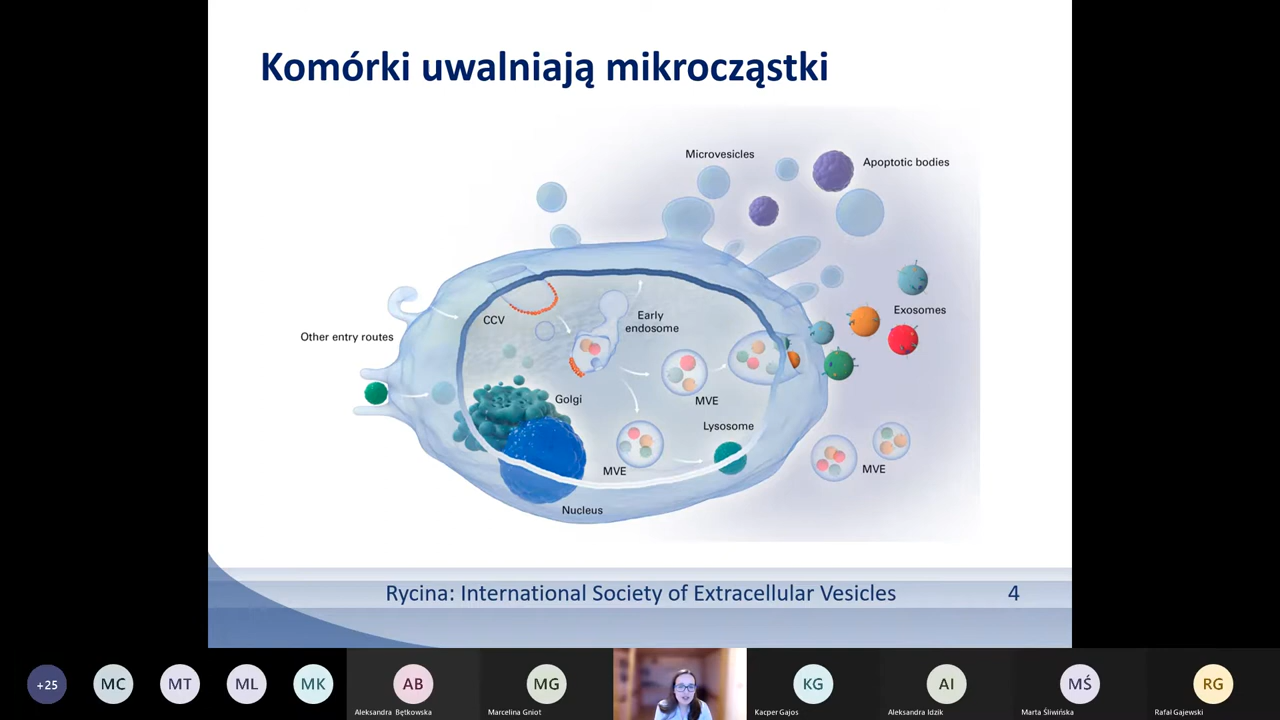 Komórki uwalniają mikrocząstki
Microvesicles
Apoptotic bodies
Exosomes
CCV
Early
endosome
Other entry routes
Golgi
MVE
Lysosome
MVE
MVE
Nucleus
Rycina: International Society of Extracellular Vesicles
4
+25
MC
MT
ML
MK
AB
MG
KG
AI
MŚ
RG
Aleksandra Bętkowska
Marcelina Gniot
Kacper Gajos
Aleksandra Idzik
Marta Śliwińska
Rafał Gajewski